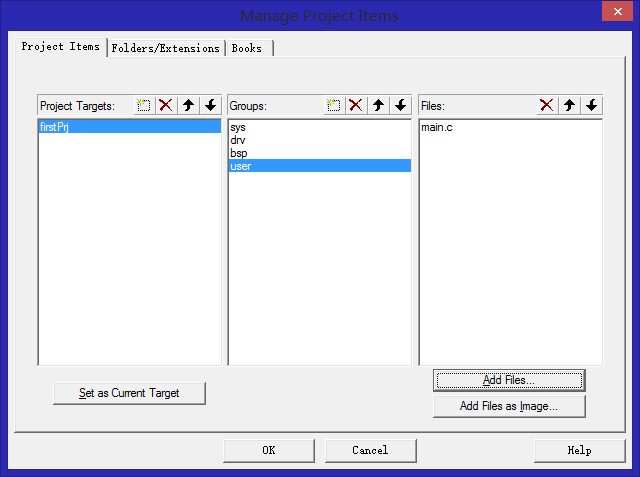 Manage Project Items
Project Items Folders/Extensions Books
Project Targets: Groups: Files:
firstPrj sys main.c
drv
bsp
user
Add Files...
Set as Current Target
Add Files as Image...
OK Cancel Help